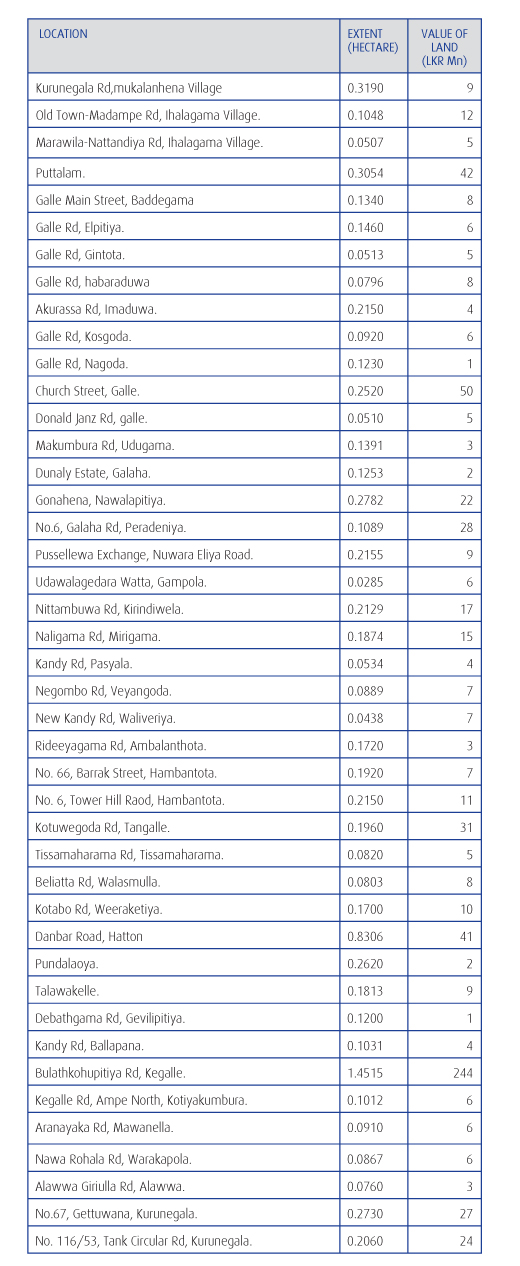 LOCATION EXTENT VALUE OF
(HECTARE) LAND
(LKR Mn)
Kurunegala Rd,mukalanhena Village 0.3190 9
Old Town-Madampe Rd, Ihalagama Village. 0.1048 12
Marawila-Nattandiya Rd, Ihalagama Village. 0.0507 5
Puttalam. 0.3054 42
Galle Main Street, Baddegama 0.1340 8
Galle Rd, Elpitiya. 0.1460 6
Galle Rd, Gintota. 0.0513 5
Galle Rd, habaraduwa 0.0796 8
Akurassa Rd, Imaduwa. 0.2150 4
Galle Rd, Kosgoda. 0.0920 6
Galle Rd, Nagoda. 0.1230 1
Church Street, Galle. 0.2520 50
Donald Janz Rd, galle. 0.0510 5
Makumbura Rd, Udugama. 0.1391 3
Dunaly Estate, Galaha. 0.1253 2
Gonahena, Nawalapitiya. 0.2782 22
No.6, Galaha Rd, Peradeniya. 0.1089 28
Pussellewa Exchange, Nuwara Eliya Road. 0.2155 9
Udawalagedara Watta, Gampola. 0.0285 6
Nittambuwa Rd, Kirindiwela. 0.2129 17
Naligama Rd, Mirigama. 0.1874 15
Kandy Rd, Pasyala. 0.0534 4
Negombo Rd, Veyangoda. 0.0889 7
New Kandy Rd, Waliveriya. 0.0438 7
Rideeyagama Rd, Ambalanthota. 0.1720 3
No. 66, Barrak Street, Hambantota. 0.1920 7
No. 6, Tower Hill Raod, Hambantota. 0.2150 11
Kotuwegoda Rd, Tangalle. 0.1960 31
Tissamaharama Rd, Tissamaharama. 0.0820 5
Beliatta Rd, Walasmulla. 0.0803 8
Kotabo Rd, Weeraketiya. 0.1700 10
Danbar Road, Hatton 0.8306 41
Pundalaoya. 0.2620 2
Talawakelle. 0.1813 9
Debathgama Rd, Gevilipitiya. 0.1200 1
Kandy Rd, Ballapana. 0.1031 4
Bulathkohupitiya Rd, Kegalle. 1.4515 244
Kegalle Rd, Ampe North, Kotiyakumbura. 0.1012 6
Aranayaka Rd, Mawanella. 0.0910 6
Nawa Rohala Rd, Warakapola. 0.0867 6
Alawwa Giriulla Rd, Alawwa. 0.0760 3
No.67, Gettuwana, Kurunegala. 0.2730 27
No. 116/53, Tank Circular Rd, Kurunegala. 0.2060 24